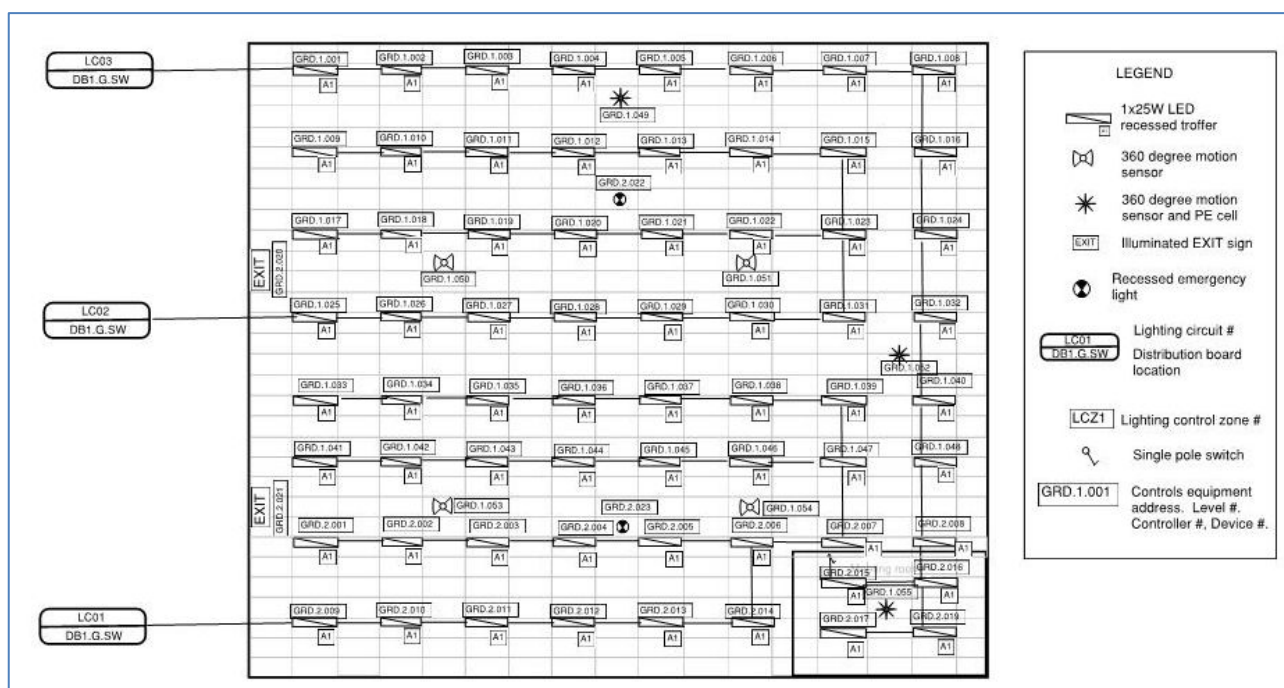 LC03
DB1.G.SW
GRD.1.001 GRD.1.002 GRD.1.003 GRD.1.004 GRD.1.005 GRD.1.006 GRD.1.007 GRD.1.008
A1 A1 A1 A1 A1 A1 A1 A1
GRD.1.049
GRD.1.009 GRD.1.010 GRD.1.011 GRD.1.012 GRD.1.013 GRD.1.014 GRD.1.015 GRD.1.016
A1 A1 A1 A1 A1 A1 A1 A1
GRD.2.022
GRD.1.017 GRD.1.018 GRD.1.019 GRD.1.020 GRD.1.021 GRD.1.022 GRD.1.023 GRD.1.024
A1 A1 A1 A1 A1 A1 A1 A1
EXIT
GRD.2.020
GRD.1.050 GRD.1.051
LC02
DB1.G.SW
GRD.1.025 GRD.1.026 GRD.1.027 GRD.1.028 GRD.1.029 GRD.1.030 GRD.1.031 GRD.1.032
A1 A1 A1 A1 A1 A1 A1 A1
GRD.1.052
GRD.1.033 GRD.1.034 GRD.1.035 GRD.1.036 GRD.1.037 GRD.1.038 GRD.1.039 GRD.1.040
A1 A1 A1 A1 A1 A1 A1 A1
GRD.1.041 GRD.1.042 GRD.1.043 GRD.1.044 GRD.1.045 GRD.1.046 GRD.1.047 GRD.1.048
A1 A1 A1 A1 A1 A1 A1 A1
EXIT
GRD.2.021
GRD.1.053 GRD.2.023 GRD.1.054
GRD.2.001 GRD.2.002 GRD.2.003 GRD.2.004 GRD.2.005 GRD.2.006 GRD.2.007 GRD.2.008
A1 A1 A1 A1 A1 A1 A1 A1
GRD.2.015 GRD.2.016
A1 A1
GRD.1.055
LC01
DB1.G.SW
GRD.2.009 GRD.2.010 GRD.2.011 GRD.2.012 GRD.2.013 GRD.2.014 GRD.2.017 GRD.2.019
A1 A1 A1 A1 A1 A1 A1 A1
LEGEND
1x25W LED
recessed troffer
A1
360 degree motion
sensor
360 degree motion
sensor and PE cell
EXIT
Illuminated EXIT sign
Recessed emergency
light
LC01
DB1.G.SW
Lighting circuit #
Distribution board
location
LCZ1
Lighting control zone #
Single pole switch
GRD.1.001
Controls equipment
address. Level #.
Controller #, Device #.